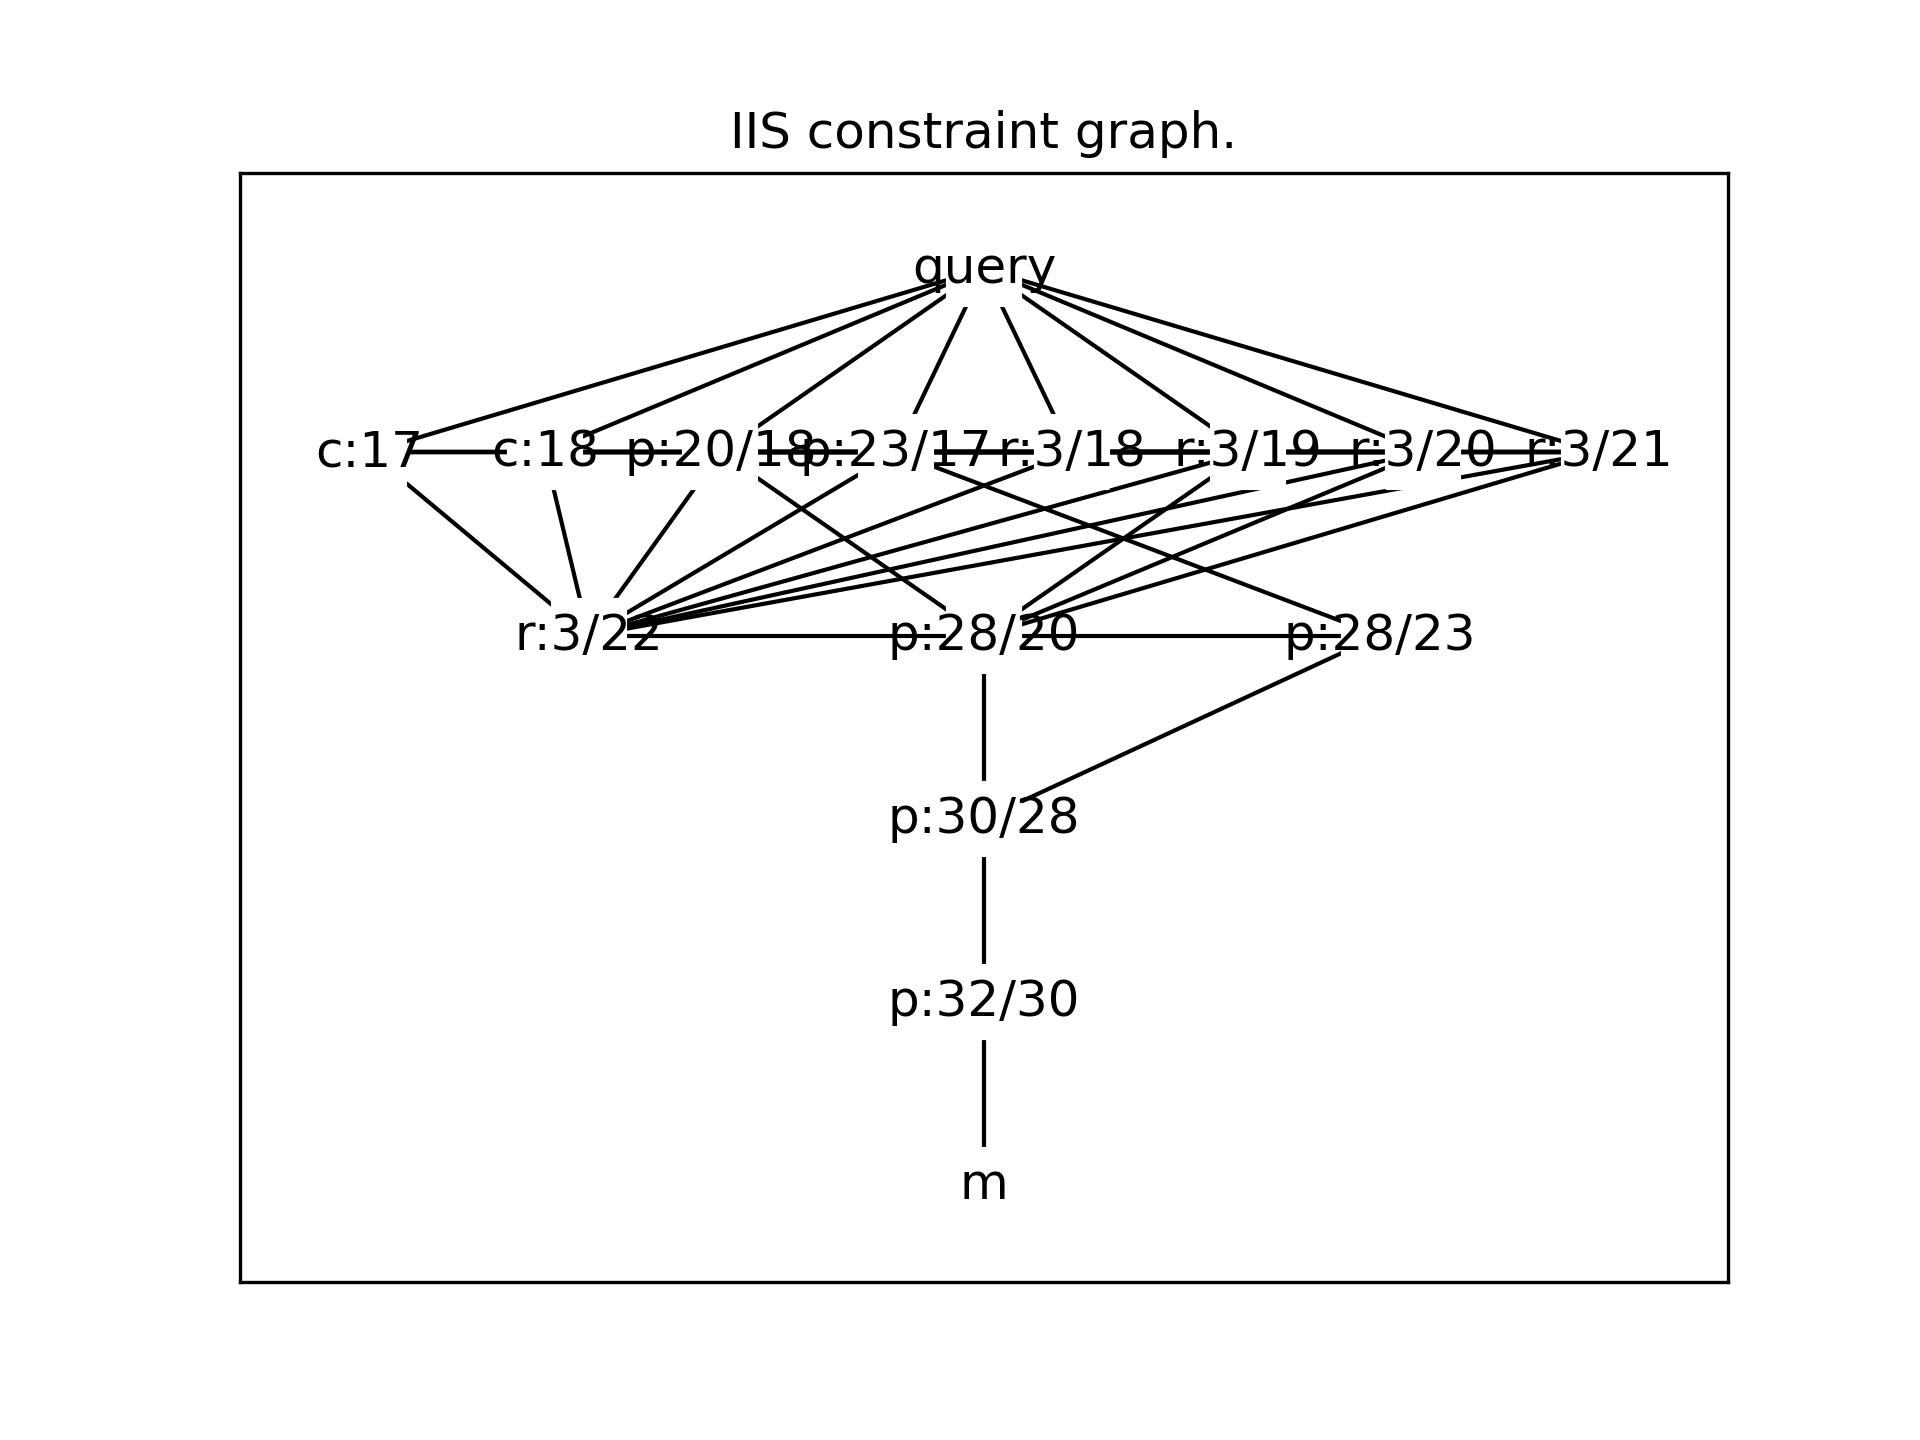 IIS constraint graph.
query
c:17 c:18 p:20/18 p:23/17 r:3/18 r:3/19 r:3/20 r:3/21
r:3/22 p:28/20 p:28/23
p:30/28
p:32/30
m